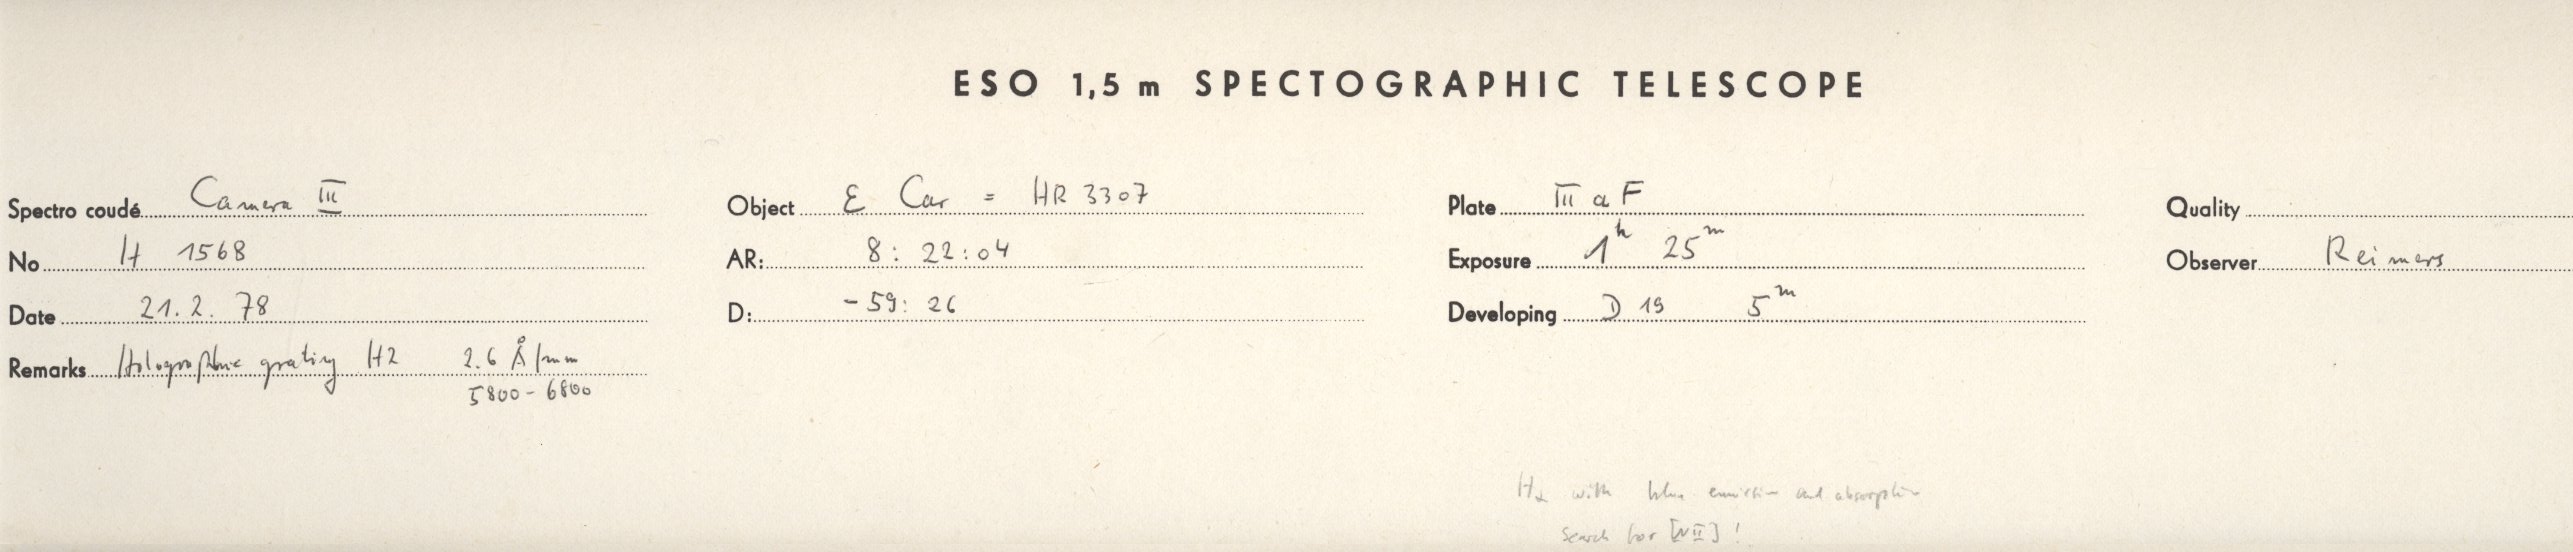 ESO 1,5 m SPECTOGRAPHIC TELESCOPE
Spectro coudé Camera III
No H 1568
Date 21. 2. 78
Remarks Holographic grating H2 2.6 Å/mm
5800 - 6800
Object ε Car = HR 3307
AR: 8: 22: 04
D: - 59: 26
Plate III a F
Exposure 1h 25m
Developing D 19 5m
Quality
Observer Reimers
Hα with blue emission and absorption
Search for [NII] !